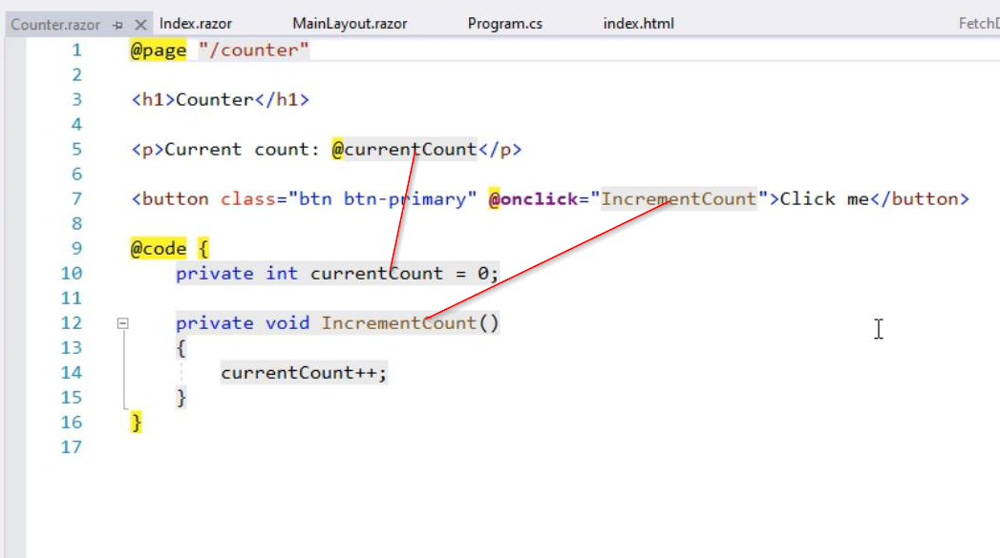 Counter.razor Index.razor MainLayout.razor Program.cs index.html FetchD
1 @page "/counter"
2
3 <h1>Counter</h1>
4
5 <p>Current count: @currentCount</p>
6
7 <button class="btn btn-primary" @onclick="IncrementCount">Click me</button>
8
9 @code {
10 private int currentCount = 0;
11
12 private void IncrementCount()
13 {
14 currentCount++;
15 }
16 }
17